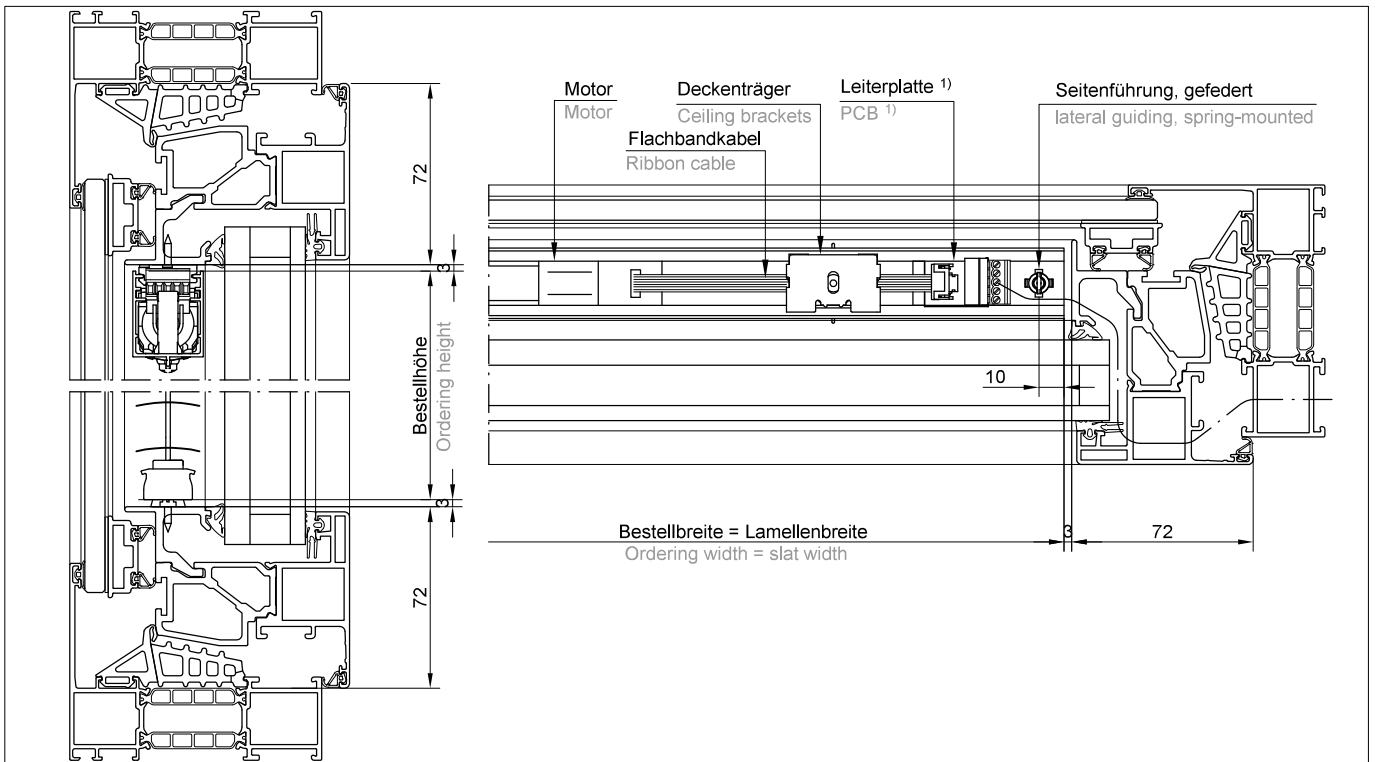 72
3
Bestellhöhe
Ordering height
3
72
Motor
Motor
Deckenträger
Ceiling brackets
Flachbandkabel
Ribbon cable
Leiterplatte 1)
PCB 1)
Seitenführung, gefedert
lateral guiding, spring-mounted
10
Bestellbreite = Lamellenbreite
Ordering width = slat width
3
72